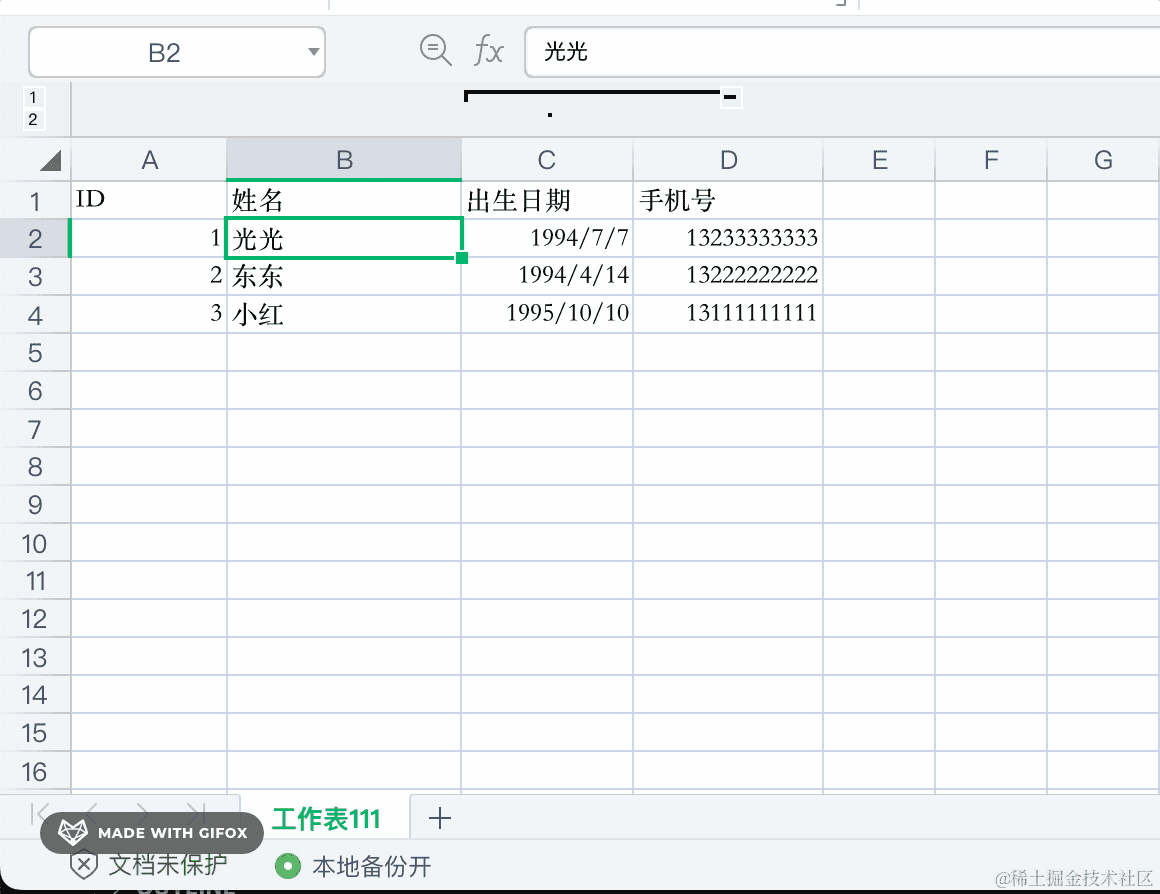 B2 fx 光光
1
2
A B C D E F G
1 ID 姓名 出生日期 手机号
2 1 光光 1994/7/7 13233333333
3 2 东东 1994/4/14 13222222222
4 3 小红 1995/10/10 13111111111
5
6
7
8
9
10
11
12
13
14
15
16
工作表111
MADE WITH GIFOX
文档未保护 本地备份开
OUTLINE
@稀土掘金技术社区